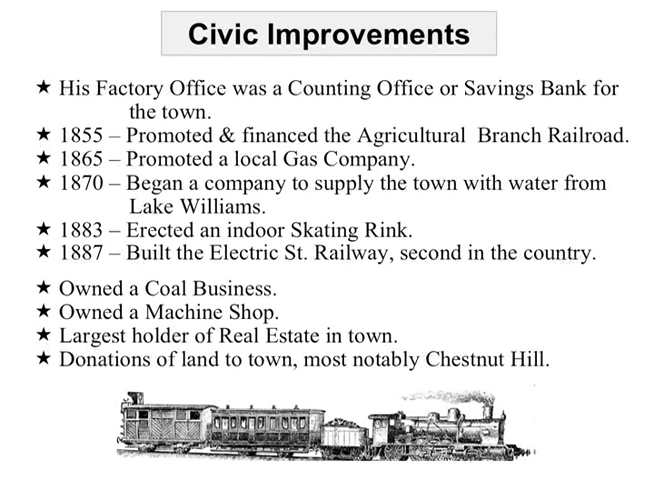 Civic Improvements
★ His Factory Office was a Counting Office or Savings Bank for
the town.
★ 1855 – Promoted & financed the Agricultural Branch Railroad.
★ 1865 – Promoted a local Gas Company.
★ 1870 – Began a company to supply the town with water from
Lake Williams.
★ 1883 – Erected an indoor Skating Rink.
★ 1887 – Built the Electric St. Railway, second in the country.
★ Owned a Coal Business.
★ Owned a Machine Shop.
★ Largest holder of Real Estate in town.
★ Donations of land to town, most notably Chestnut Hill.